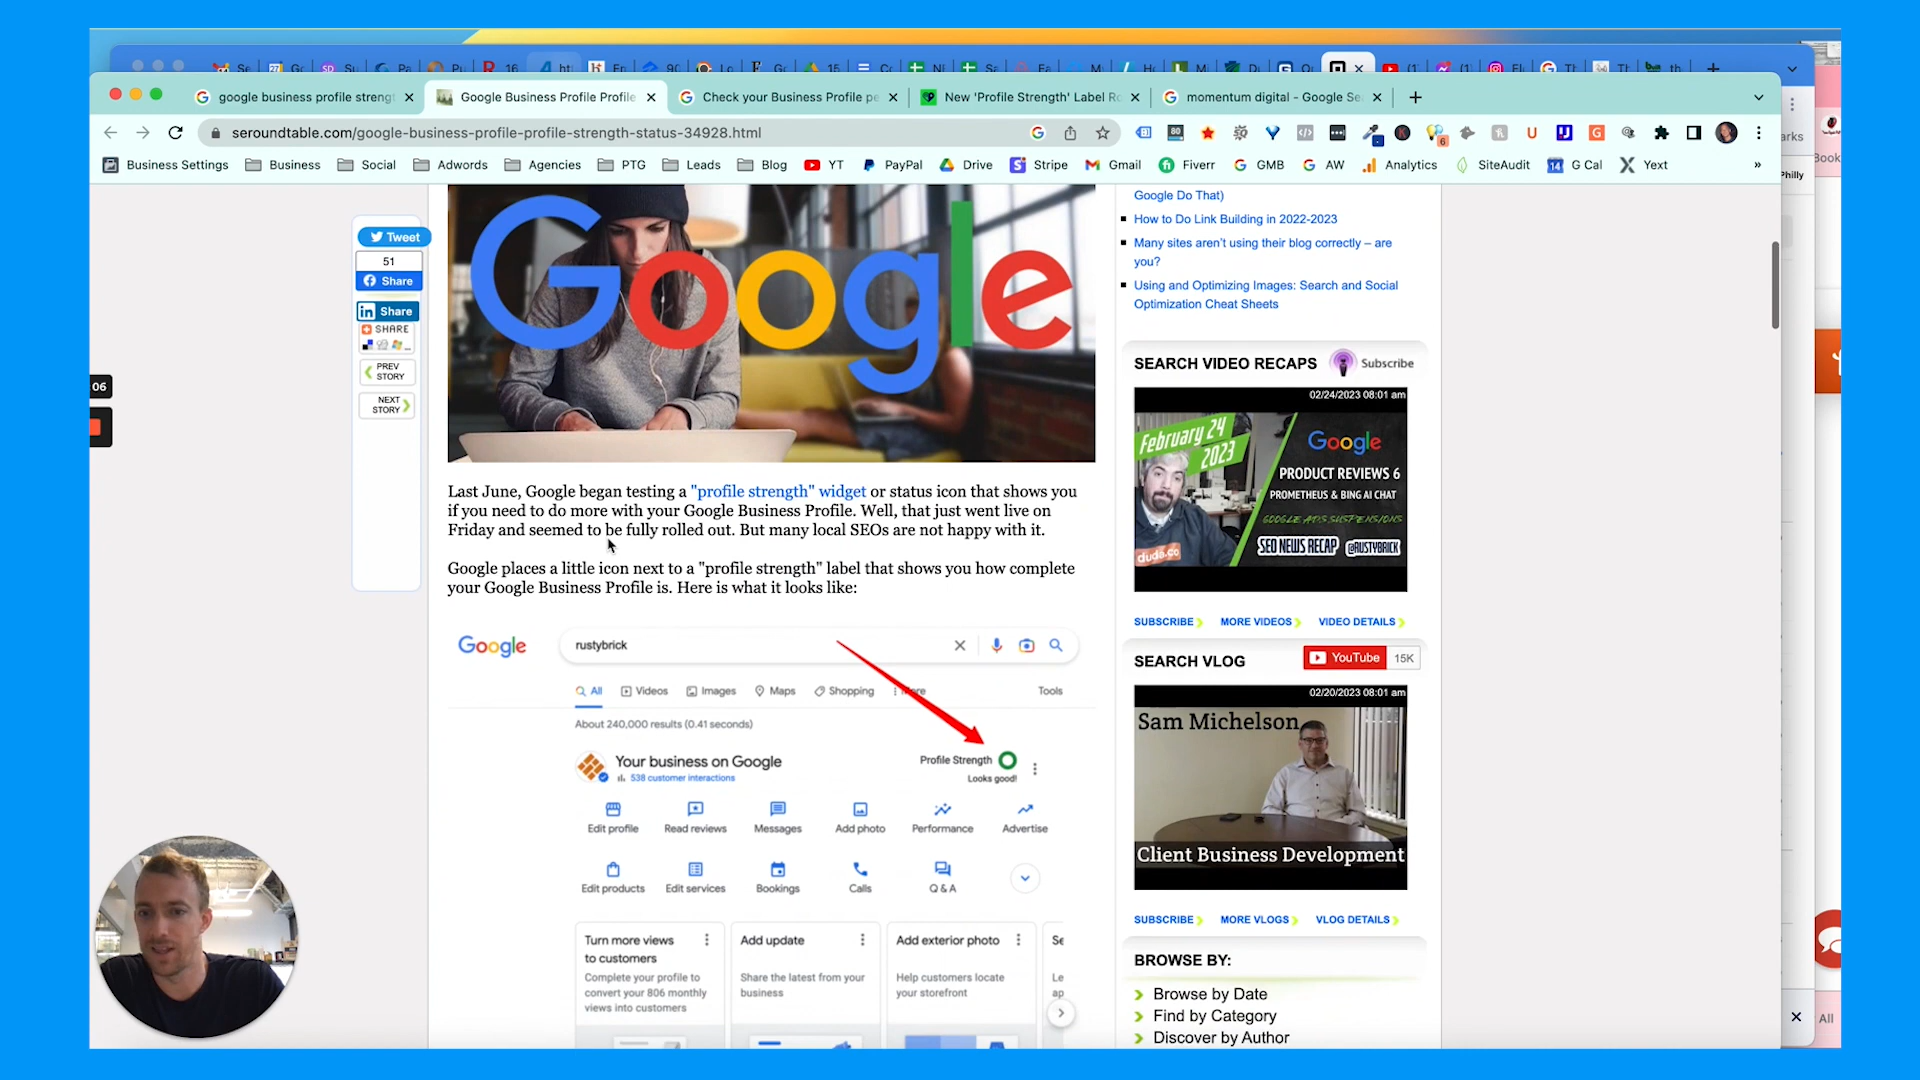 google business profile strengt
Google Business Profile Profile
Check your Business Profile pe
New 'Profile Strength' Label Ro
momentum digital - Google Se
seroundtable.com/google-business-profile-profile-strength-status-34928.html
Business Settings
Business
Social
Adwords
Agencies
PTG
Leads
Blog
YT
PayPal
Drive
Stripe
Gmail
Fiverr
GMB
AW
Analytics
SiteAudit
G Cal
Yext
»
Philly
Tweet
51
Share
Share
SHARE
PREV
STORY
NEXT
STORY
06
Google
Last June, Google began testing a "profile strength" widget or status icon that shows you
if you need to do more with your Google Business Profile. Well, that just went live on
Friday and seemed to be fully rolled out. But many local SEOs are not happy with it.
Google places a little icon next to a "profile strength" label that shows you how complete
your Google Business Profile is. Here is what it looks like:
Google
rustybrick
All
Videos
Images
Maps
Shopping
More
Tools
About 240,000 results (0.41 seconds)
Your business on Google
538 customer interactions
Profile Strength
Looks good!
Edit profile
Read reviews
Messages
Add photo
Performance
Advertise
Edit products
Edit services
Bookings
Calls
Q & A
Turn more views
to customers
Complete your profile to
convert your 806 monthly
views into customers
Add update
Share the latest from your
business
Add exterior photo
Help customers locate
your storefront
Se
Le
ap
Google Do That)
How to Do Link Building in 2022-2023
Many sites aren't using their blog correctly – are
you?
Using and Optimizing Images: Search and Social
Optimization Cheat Sheets
SEARCH VIDEO RECAPS
Subscribe
02/24/2023 08:01 am
February 24
2023
Google
PRODUCT REVIEWS 6
PROMETHEUS & BING AI CHAT
GOOGLE ADS SUSPENSIONS
SEO NEWS RECAP
@RUSTYBRICK
duda.co
SUBSCRIBE
MORE VIDEOS
VIDEO DETAILS
SEARCH VLOG
YouTube
15K
02/20/2023 08:01 am
Sam Michelson
Client Business Development
SUBSCRIBE
MORE VLOGS
VLOG DETAILS
BROWSE BY:
Browse by Date
Find by Category
Discover by Author
All